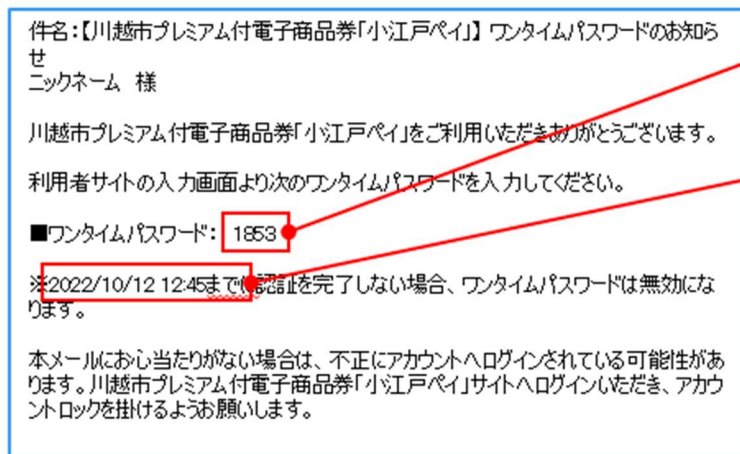 件名：【川越市プレミアム付電子商品券「小江戸ペイ」】ワンタイムパスワードのお知ら
せ
ニックネーム 様
川越市プレミアム付電子商品券「小江戸ペイ」をご利用いただきありがとうございます。
利用者サイトの入力画面より次のワンタイムパスワードを入力してください。
■ワンタイムパスワード： 1853
※2022/10/12 12:45までに認証を完了しない場合、ワンタイムパスワードは無効にな
ります。
本メールにお心当たりがない場合は、不正にアカウントへログインされている可能性があ
ります。川越市プレミアム付電子商品券「小江戸ペイ」サイトへログインいただき、アカウ
ントロックを掛けるようお願いします。